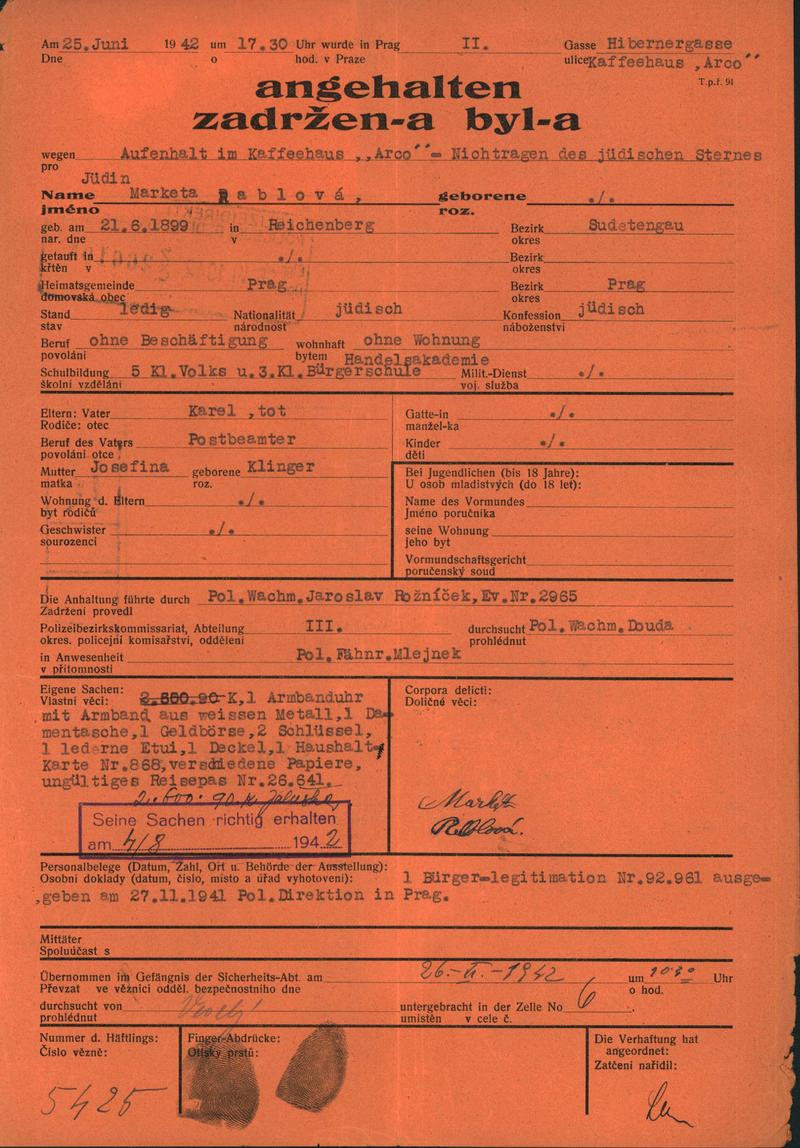 Am 25.Juni 1942 um 17.30 Uhr wurde in Prag II. Gasse Hibernergasse
Dne o hod. v Praze ulice Kaffeehaus „Arco“
T.p.ř. 91
angehalten
zadržen-a byl-a
wegen Aufenthalt im Kaffeehaus „Arco“= Nichtragen des jüdischen Sternes
pro
Jüdin
Name Marketa Rablová, geborene ./.
jméno roz.
geb. am 21.6.1899 in Reichenberg Bezirk Sudetengau
nar. dne v okres
getauft in ./. Bezirk
křtěn v okres
Heimatsgemeinde Prag Bezirk Prag
domovská obec okres
Stand ledig Nationalität jüdisch Konfession jüdisch
stav národnost náboženství
Beruf ohne Beschäftigung wohnhaft ohne Wohnung
povolání bytem Handelsakademie
Schulbildung 5 Kl.Volks u.3.Kl.Bürgerschule Milit.-Dienst ./.
školní vzdělání voj. služba
Eltern: Vater Karel ,tot Gatte-in ./.
Rodiče: otec manžel-ka
Beruf des Vaters Postbeamter Kinder ./.
povolání otce děti
Mutter Josefina geborene Klinger Bei Jugendlichen (bis 18 Jahre):
matka roz. U osob mladistvých (do 18 let):
Wohnung d. Eltern ./. Name des Vormundes
byt rodičů Jméno poručníka
Geschwister ./. seine Wohnung
sourozenci jeho byt
Vormundschaftsgericht
poručenský soud
Die Anhaltung führte durch Pol.Wachm.Jaroslav Rožníček,Ev.Nr.2965
Zadržení provedl
Polizeibezirkskommissariat, Abteilung III. durchsucht Pol.Wachm.Douda
okres. policejní komisařství, oddělení prohlédnut
in Anwesenheit Pol.Fähnr.Mlejnek
v přítomnosti
Eigene Sachen: Corpora delicti:
Vlastní věci: 2.600.90 K,1 Armbanduhr Doličné věci:
mit Armband aus weissen Metall,1 Da=
mentasche,1 Geldbörse,2 Schlüssel,
1 lederne Etui,1 Deckel,1 Haushalt=
Karte Nr.868,verschiedene Papiere,
ungültiges Reisepas Nr.26.641.
2.600.90 K
Seine Sachen richtig erhalten
am 4/8 1942
Personalbelege (Datum, Zahl, Ort u. Behörde der Ausstellung):
Osobní doklady (datum, číslo, místo a úřad vyhotovení): 1 Bürger=legitimation Nr.92.961 ausge=
,geben am 27.11.1941 Pol.Direktion in Prag.
Mittäter
Spoluúčast s
Übernommen im Gefängnis der Sicherheits-Abt. am 26.-VI.-1942 um 10.30 Uhr
Převzat ve věznici odděl. bezpečnostního dne o hod.
durchsucht von untergebracht in der Zelle No 6
prohlédnut umístěn v cele č.
Nummer d. Häftlings: Finger-Abdrücke: Die Verhaftung hat
Číslo vězně: Otisky prstů: angeordnet:
Zatčení nařídil:
5425